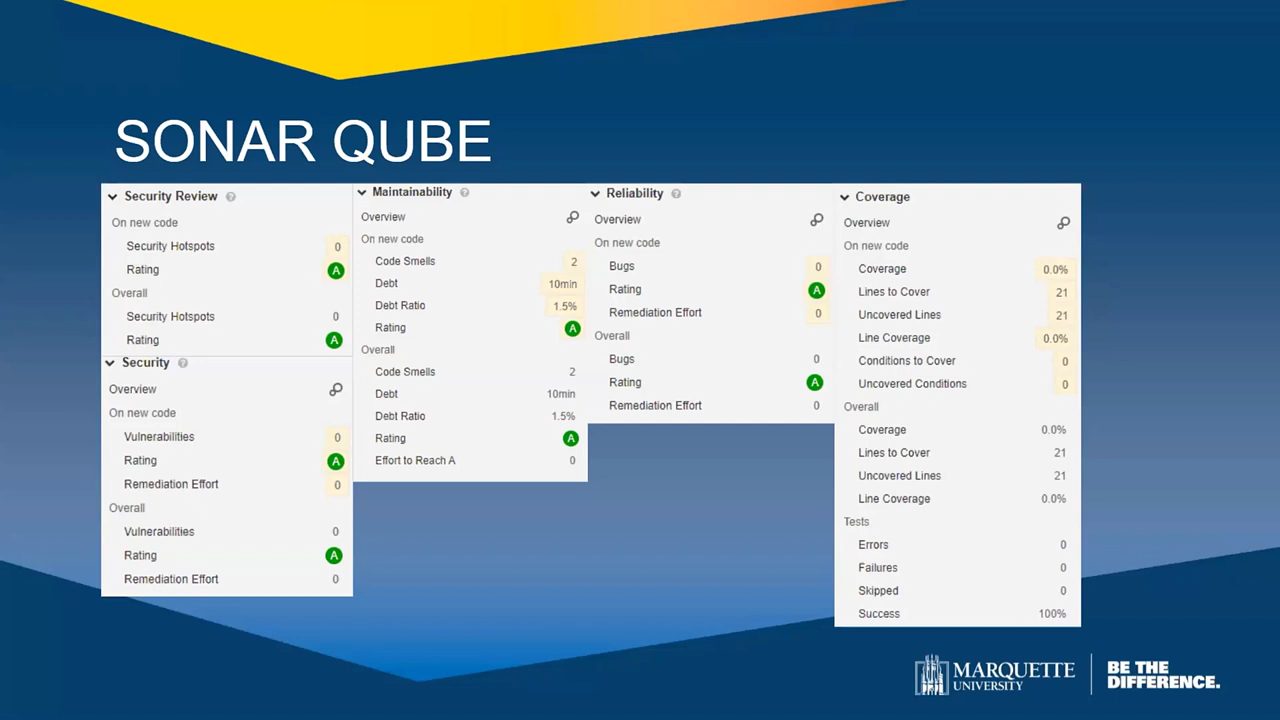 SONAR QUBE
Security Review ?
On new code
Security Hotspots 0
Rating A
Overall
Security Hotspots 0
Rating A
Security ?
Overview
On new code
Vulnerabilities 0
Rating A
Remediation Effort 0
Overall
Vulnerabilities 0
Rating A
Remediation Effort 0
Maintainability ?
Overview
On new code
Code Smells 2
Debt 10min
Debt Ratio 1.5%
Rating A
Overall
Code Smells 2
Debt 10min
Debt Ratio 1.5%
Rating A
Effort to Reach A 0
Reliability ?
Overview
On new code
Bugs 0
Rating A
Remediation Effort 0
Overall
Bugs 0
Rating A
Remediation Effort 0
Coverage
Overview
On new code
Coverage 0.0%
Lines to Cover 21
Uncovered Lines 21
Line Coverage 0.0%
Conditions to Cover 0
Uncovered Conditions 0
Overall
Coverage 0.0%
Lines to Cover 21
Uncovered Lines 21
Line Coverage 0.0%
Tests
Errors 0
Failures 0
Skipped 0
Success 100%
MARQUETTE
UNIVERSITY
BE THE
DIFFERENCE.